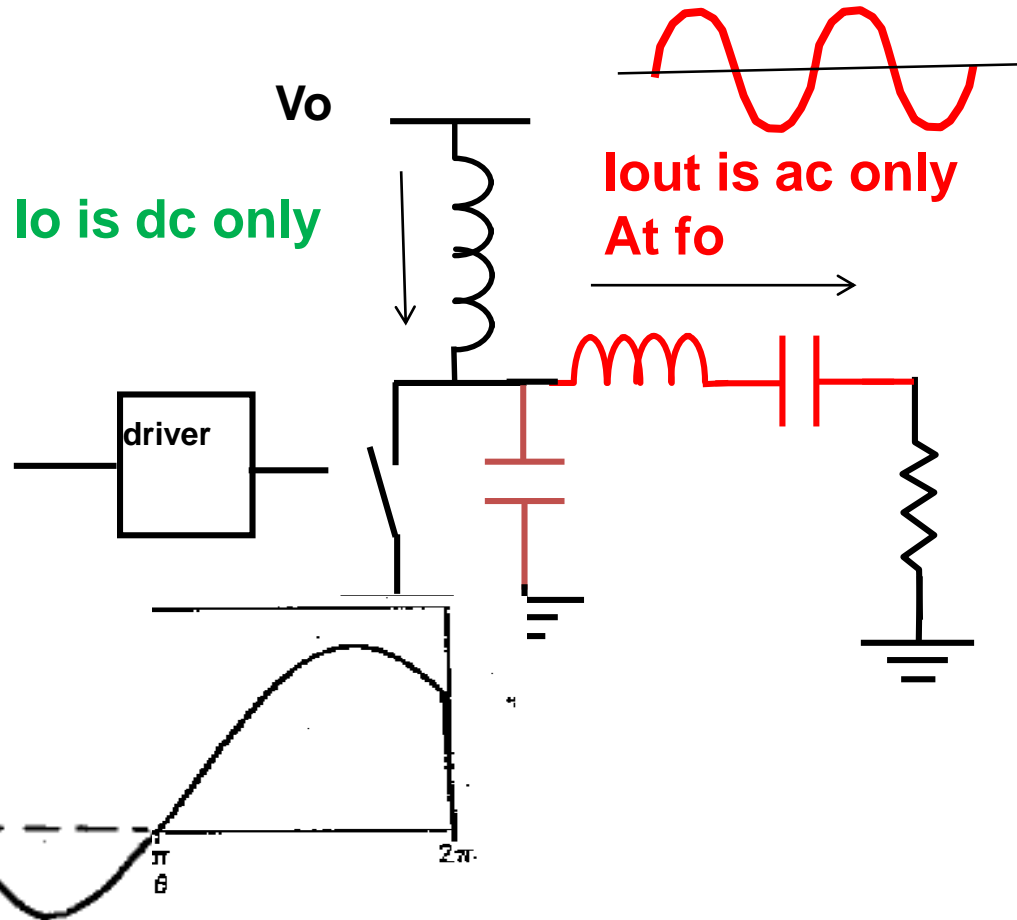 Vo
Iout is ac only
At fo
Io is dc only
driver
π
2π
θ